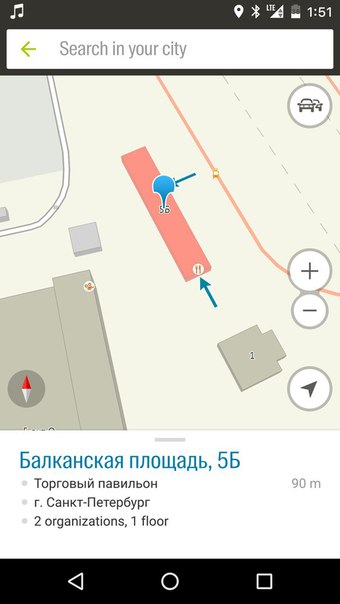 LTE 1:51
Search in your city
5Б
1
Балканская площадь, 5Б
Торговый павильон 90 m
г. Санкт-Петербург
2 organizations, 1 floor